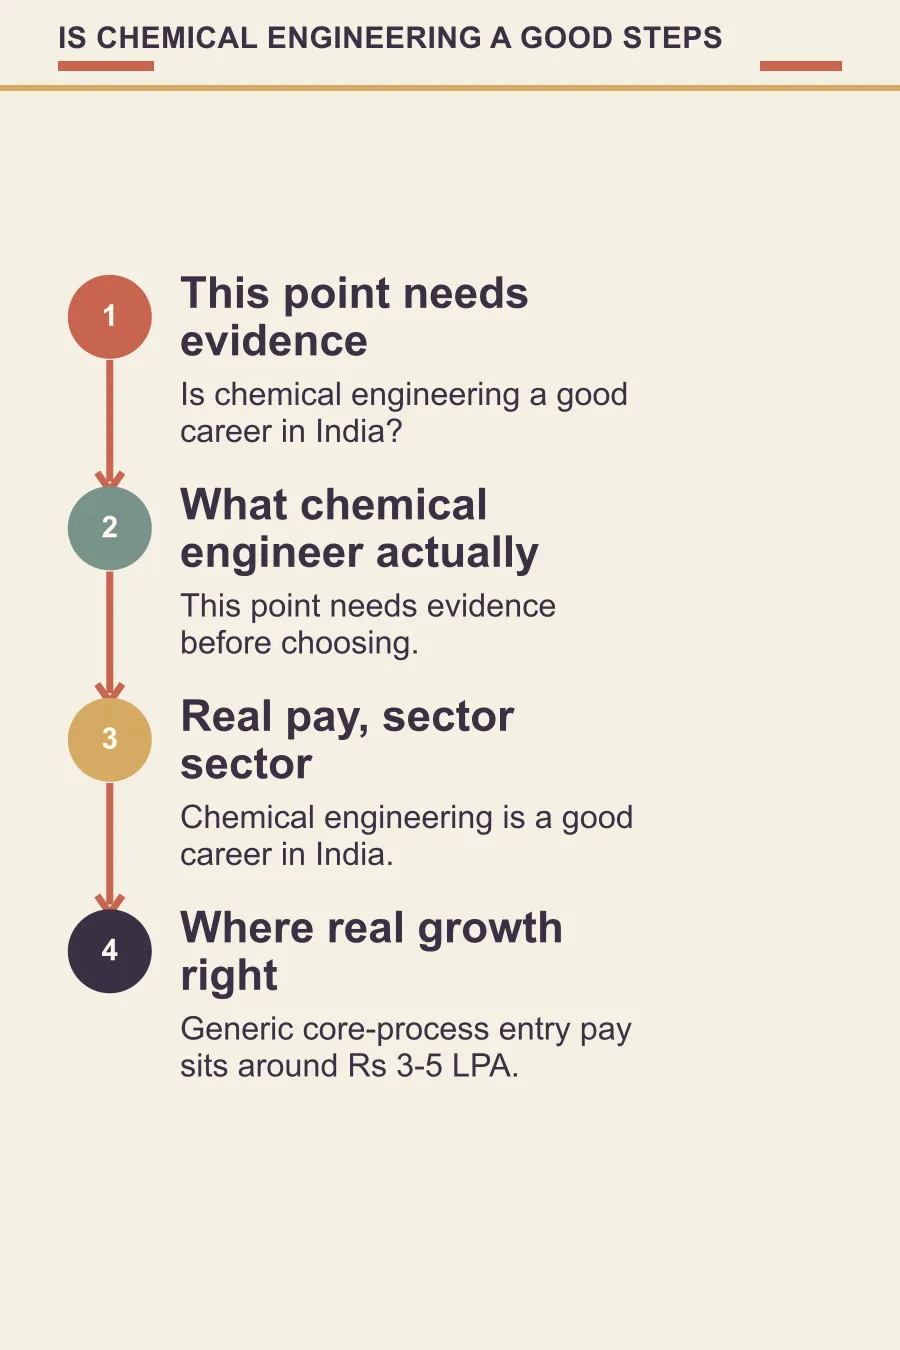 IS CHEMICAL ENGINEERING A GOOD STEPS
1
This point needs
evidence
Is chemical engineering a good
career in India?
2
What chemical
engineer actually
This point needs evidence
before choosing.
3
Real pay, sector
sector
Chemical engineering is a good
career in India.
4
Where real growth
right
Generic core-process entry pay
sits around Rs 3-5 LPA.